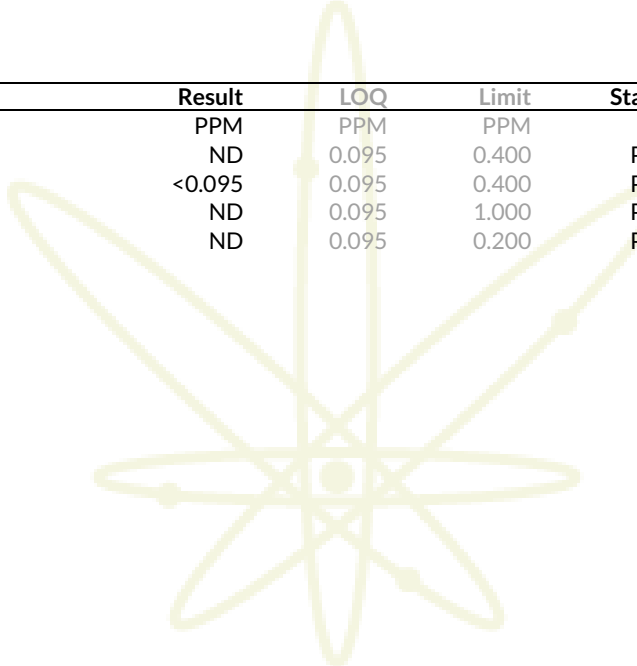 Result LOQ Limit Sta
PPM PPM PPM
ND 0.095 0.400 P
<0.095 0.095 0.400 P
ND 0.095 1.000 P
ND 0.095 0.200 P